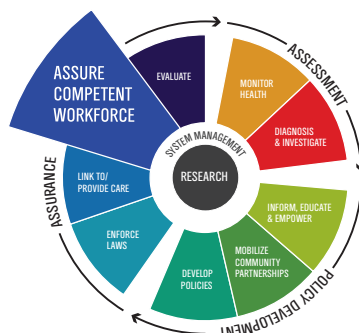 ASSURE
COMPETENT
WORKFORCE
EVALUATE
MONITOR
HEALTH
DIAGNOSIS
& INVESTIGATE
INFORM, EDUCATE
& EMPOWER
MOBILIZE
COMMUNITY
PARTNERSHIPS
DEVELOP
POLICIES
ENFORCE
LAWS
LINK TO/
PROVIDE CARE
SYSTEM MANAGEMENT
RESEARCH
ASSESSMENT
POLICY DEVELOPMENT
ASSURANCE